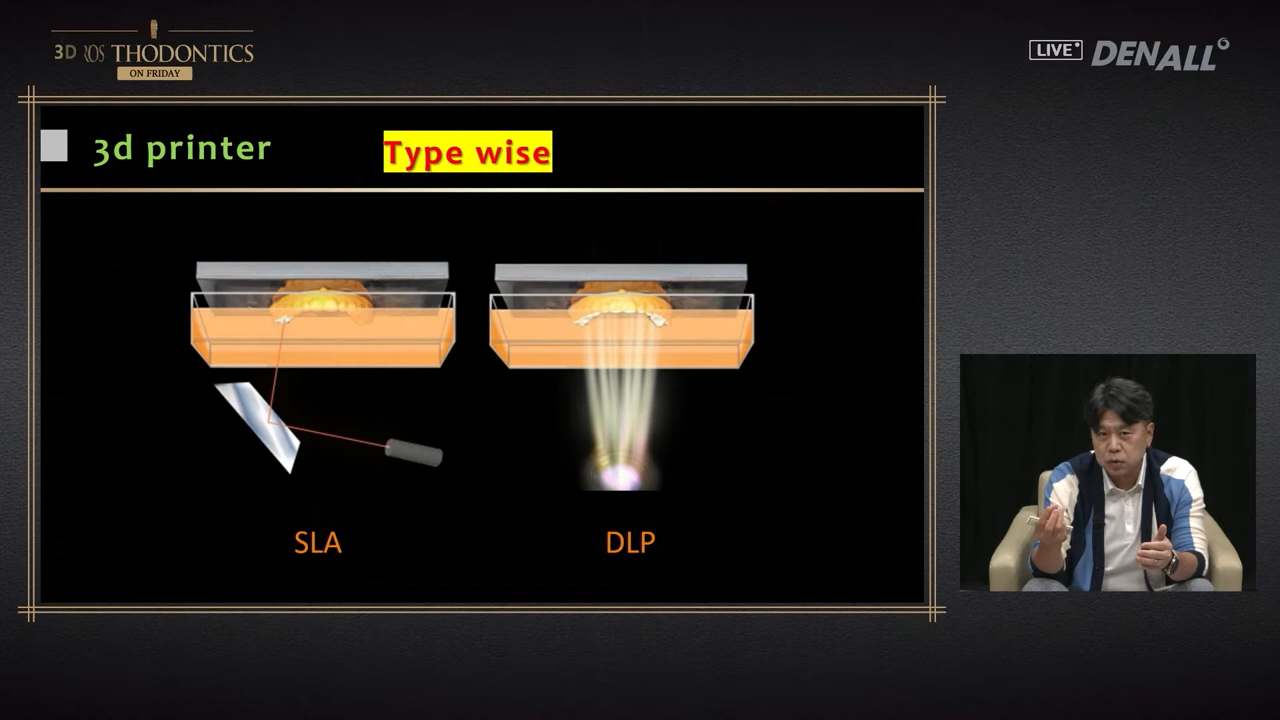 3D ROS THODONTICS
ON FRIDAY
LIVE
DENALL
3d printer
Type wise
SLA
DLP